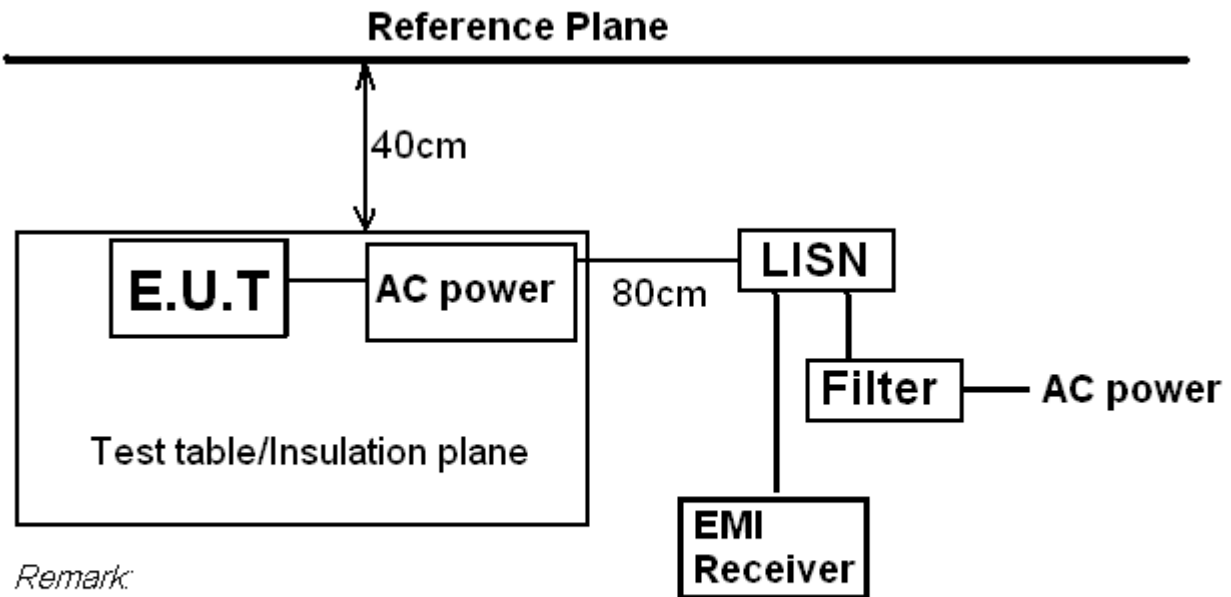 Reference Plane
40cm
E.U.T
AC power
80cm
LISN
Filter
AC power
Test table/Insulation plane
EMI
Receiver
Remark: